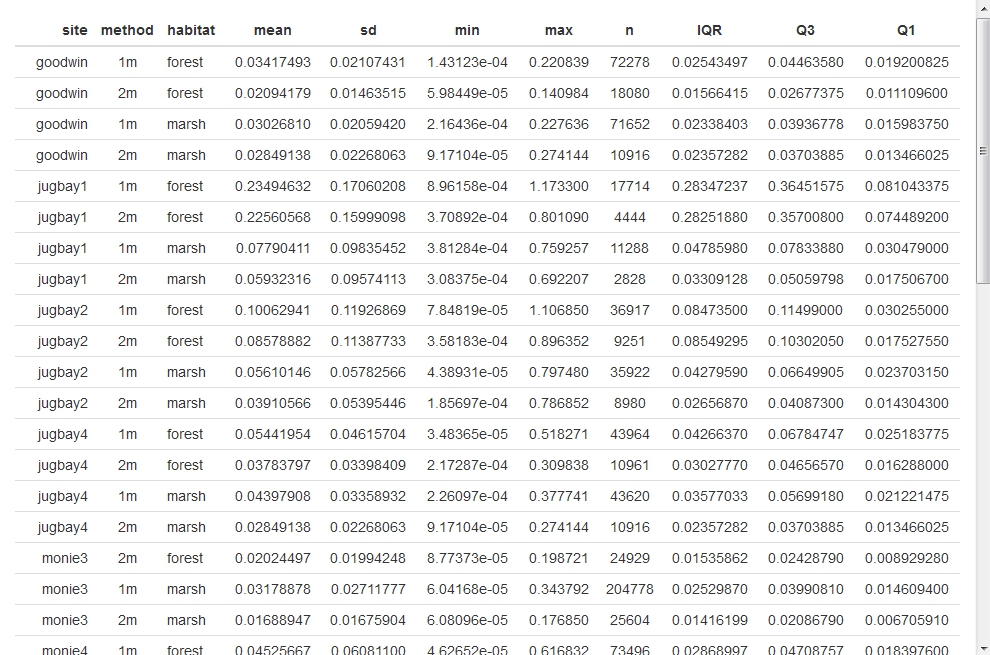 site method habitat mean sd min max n IQR Q3 Q1
goodwin 1m forest 0.03417493 0.02107431 1.43123e-04 0.220839 72278 0.02543497 0.04463580 0.019200825
goodwin 2m forest 0.02094179 0.01463515 5.98449e-05 0.140984 18080 0.01566415 0.02677375 0.011109600
goodwin 1m marsh 0.03026810 0.02059420 2.16436e-04 0.227636 71652 0.02338403 0.03936778 0.015983750
goodwin 2m marsh 0.02849138 0.02268063 9.17104e-05 0.274144 10916 0.02357282 0.03703885 0.013466025
jugbay1 1m forest 0.23494632 0.17060208 8.96158e-04 1.173300 17714 0.28347237 0.36451575 0.081043375
jugbay1 2m forest 0.22560568 0.15999098 3.70892e-04 0.801090 4444 0.28251880 0.35700800 0.074489200
jugbay1 1m marsh 0.07790411 0.09835452 3.81284e-04 0.759257 11288 0.04785980 0.07833880 0.030479000
jugbay1 2m marsh 0.05932316 0.09574113 3.08375e-04 0.692207 2828 0.03309128 0.05059798 0.017506700
jugbay2 1m forest 0.10062941 0.11926869 7.84819e-05 1.106850 36917 0.08473500 0.11499000 0.030255000
jugbay2 2m forest 0.08578882 0.11387733 3.58183e-04 0.896352 9251 0.08549295 0.10302050 0.017527550
jugbay2 1m marsh 0.05610146 0.05782566 4.38931e-05 0.797480 35922 0.04279590 0.06649905 0.023703150
jugbay2 2m marsh 0.03910566 0.05395446 1.85697e-04 0.786852 8980 0.02656870 0.04087300 0.014304300
jugbay4 1m forest 0.05441954 0.04615704 3.48365e-04 0.518271 43964 0.04266370 0.06784747 0.025183775
jugbay4 2m forest 0.03783797 0.03398409 2.17287e-04 0.309838 10961 0.03027770 0.04656570 0.016288000
jugbay4 1m marsh 0.04397908 0.03358932 2.26097e-04 0.377741 43620 0.03577033 0.05699180 0.021221475
jugbay4 2m marsh 0.02849138 0.02268063 9.17104e-05 0.274144 10916 0.02357282 0.03703885 0.013466025
monie3 2m forest 0.02024497 0.01994248 8.77373e-05 0.198721 24929 0.01535862 0.02428790 0.008929280
monie3 1m marsh 0.03178878 0.02711777 6.04168e-05 0.343792 204778 0.02529870 0.03990810 0.014609400
monie3 2m marsh 0.01688947 0.01675904 6.08096e-05 0.176850 25604 0.01416199 0.02086790 0.006705910
monie4 1m forest 0.04525667 0.06081100 4.62652e-05 0.616832 73496 0.02868997 0.04708757 0.018397600